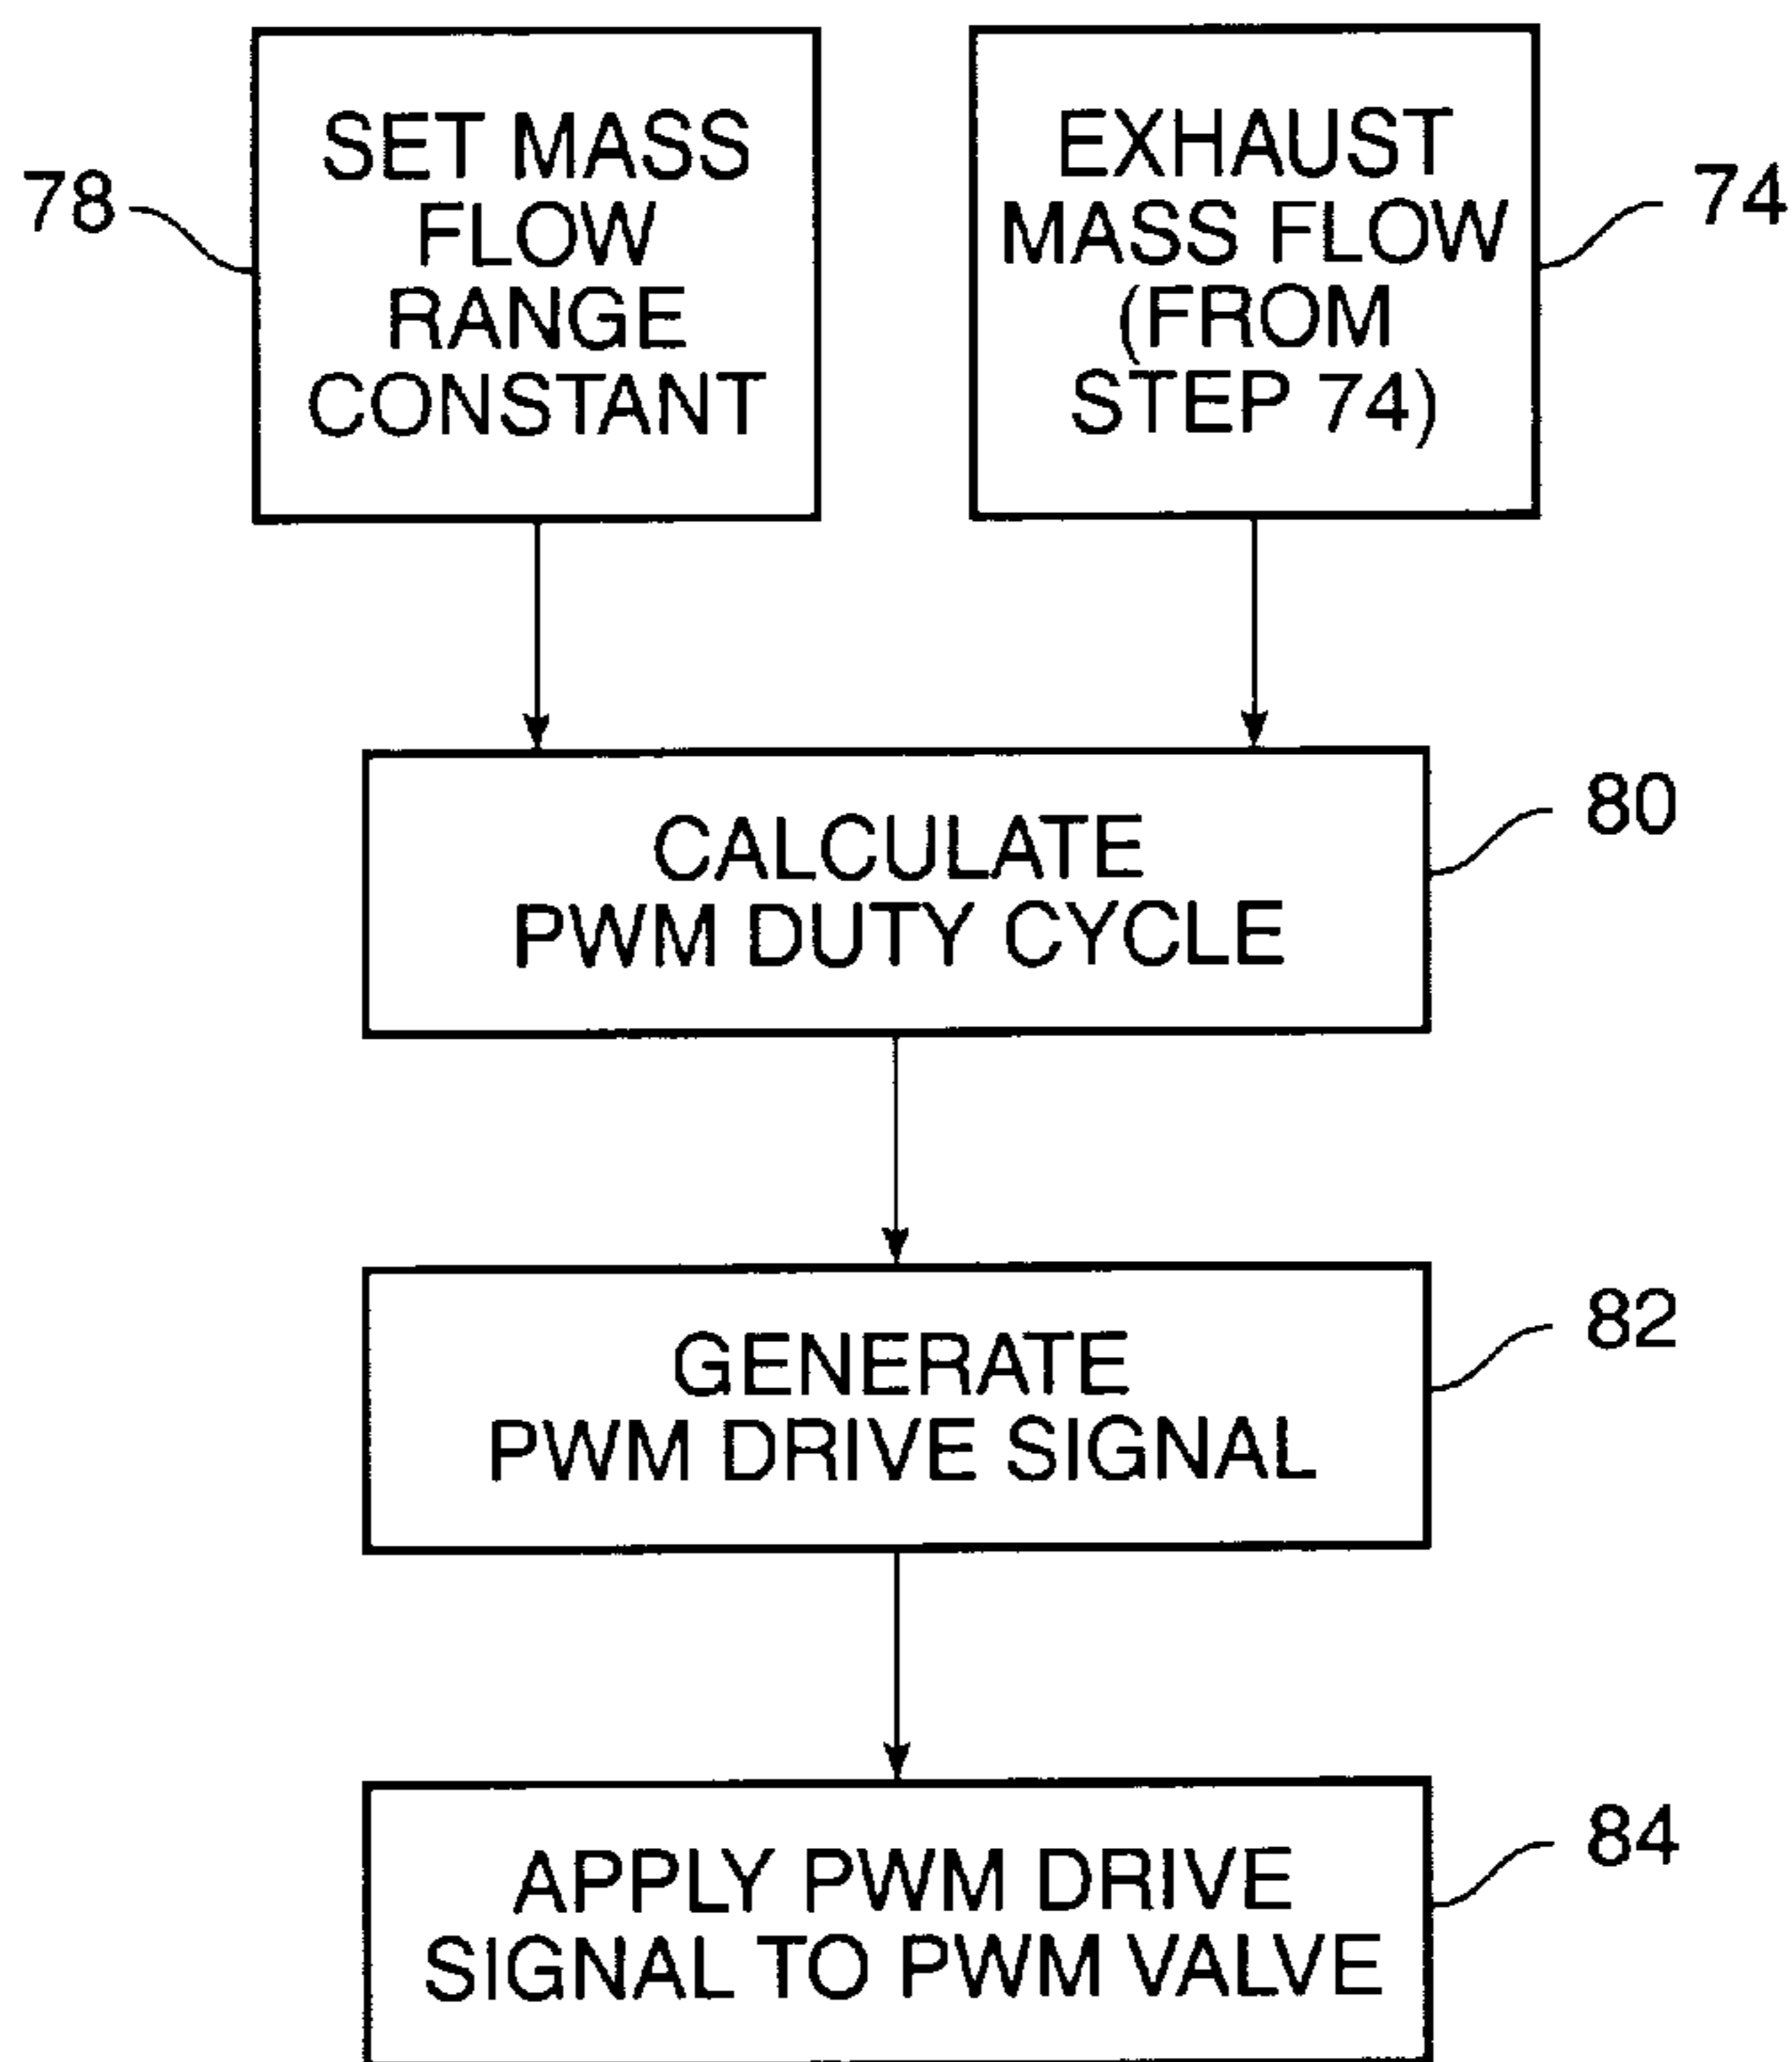 78
SET MASS
FLOW
RANGE
CONSTANT
EXHAUST
MASS FLOW
(FROM
STEP 74)
74
CALCULATE
PWM DUTY CYCLE
80
GENERATE
PWM DRIVE SIGNAL
82
APPLY PWM DRIVE
SIGNAL TO PWM VALVE
84